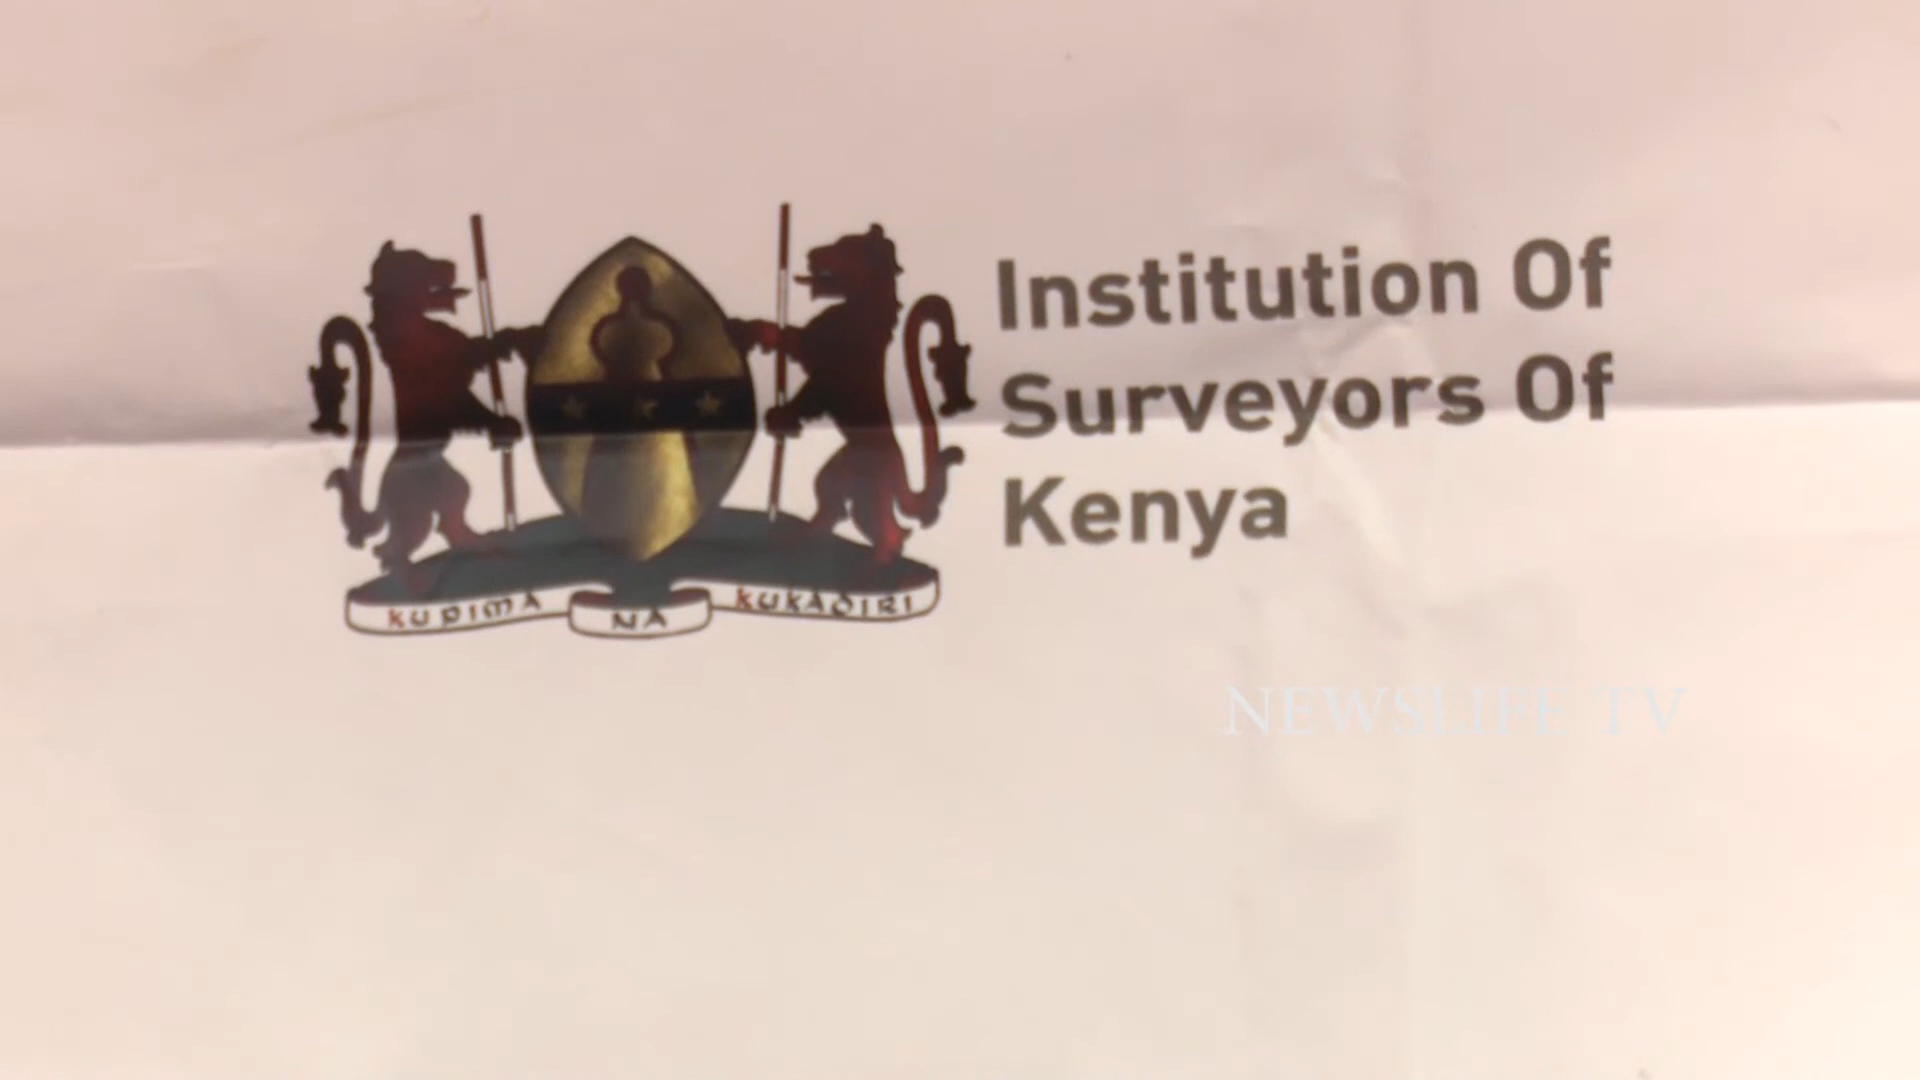 Institution Of
Surveyors Of
Kenya
KUPIMA NA KUKADIRI
NEWSLIFE TV